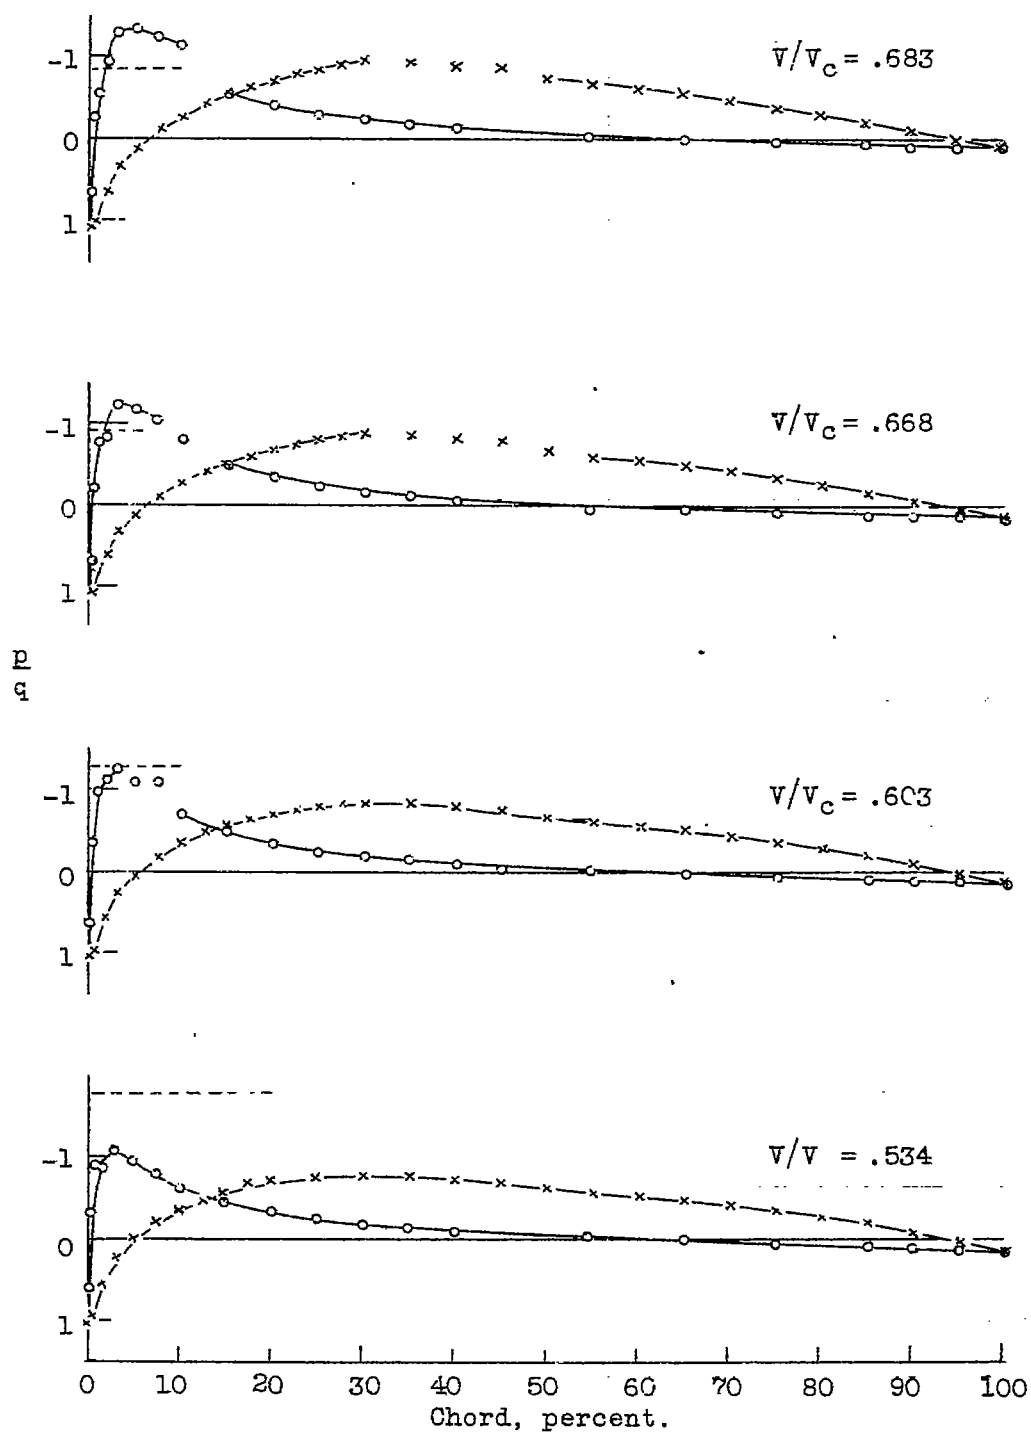 V/Vc = .683
-1
0
1
V/Vc = .668
-1
0
1
p
q
V/Vc = .603
-1
0
1
V/V = .534
-1
0
1
0 10 20 30 40 50 60 70 80 90 100
Chord, percent.